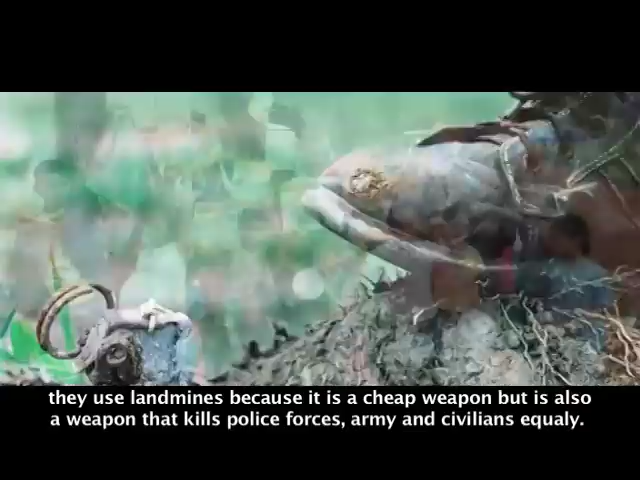 they use landmines because it is a cheap weapon but is also
a weapon that kills police forces, army and civilians equaly.